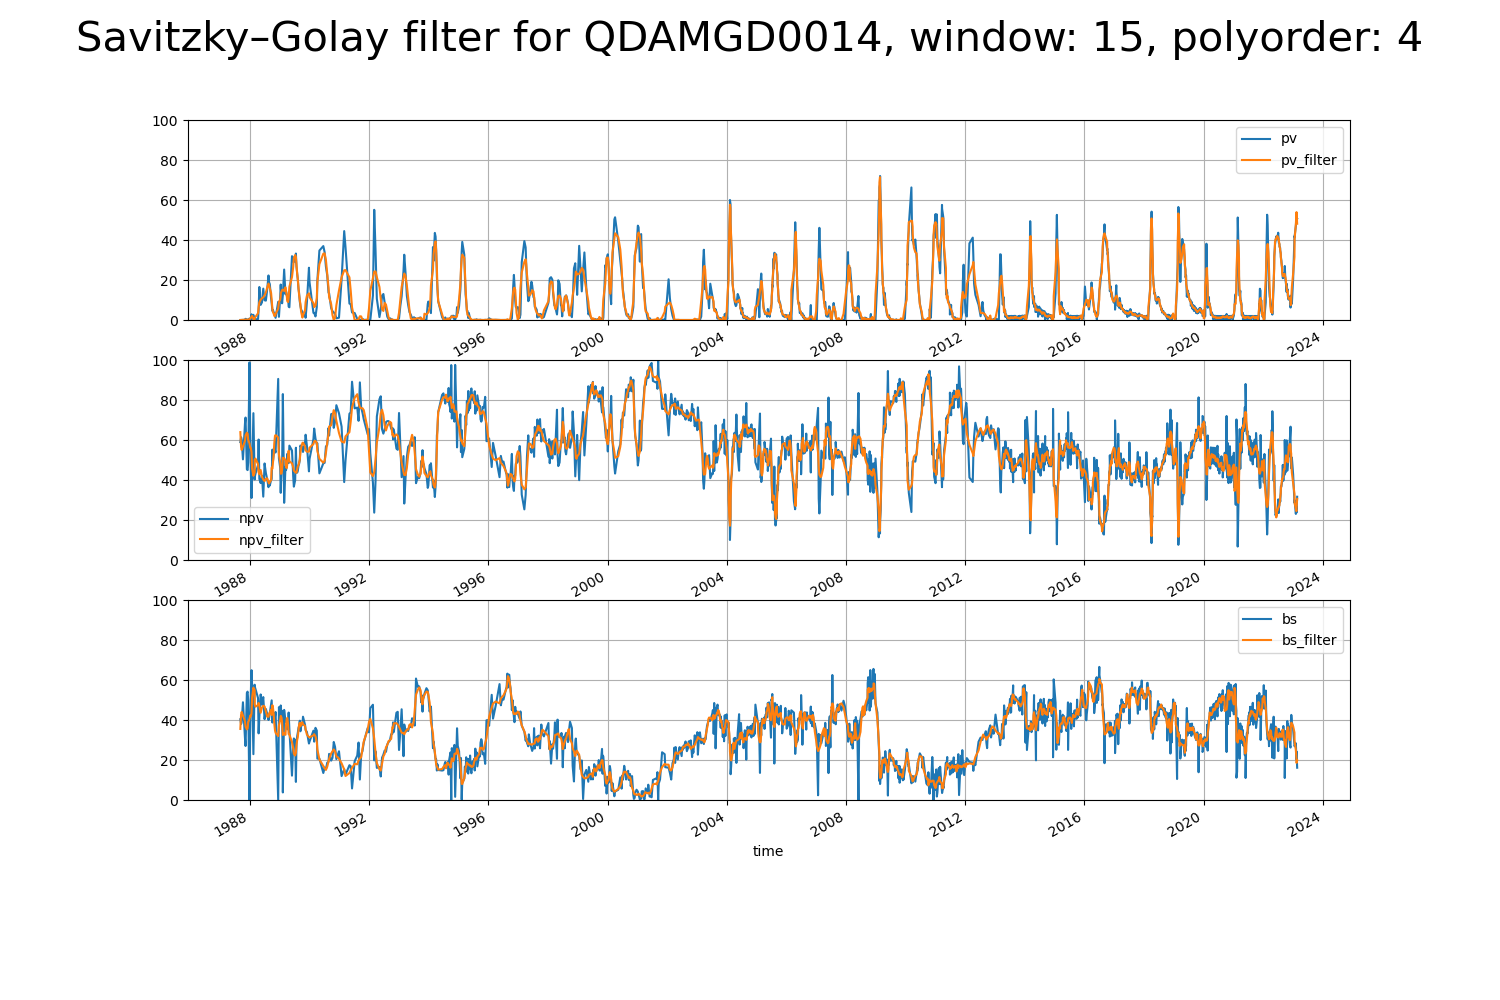 Savitzky–Golay filter for QDAMGD0014, window: 15, polyorder: 4
100
80
60
40
20
0
pv
pv_filter
1988 1992 1996 2000 2004 2008 2012 2016 2020 2024
100
80
60
40
20
0
npv
npv_filter
1988 1992 1996 2000 2004 2008 2012 2016 2020 2024
100
80
60
40
20
0
bs
bs_filter
1988 1992 1996 2000 2004 2008 2012 2016 2020 2024
time